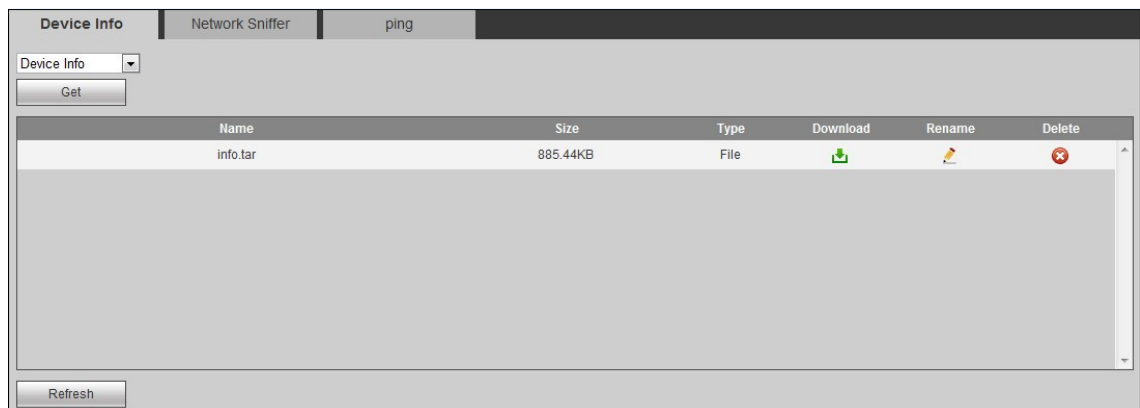 Device Info Network Sniffer ping
Device Info
Get
Name Size Type Download Rename Delete
info.tar 885.44KB File
Refresh